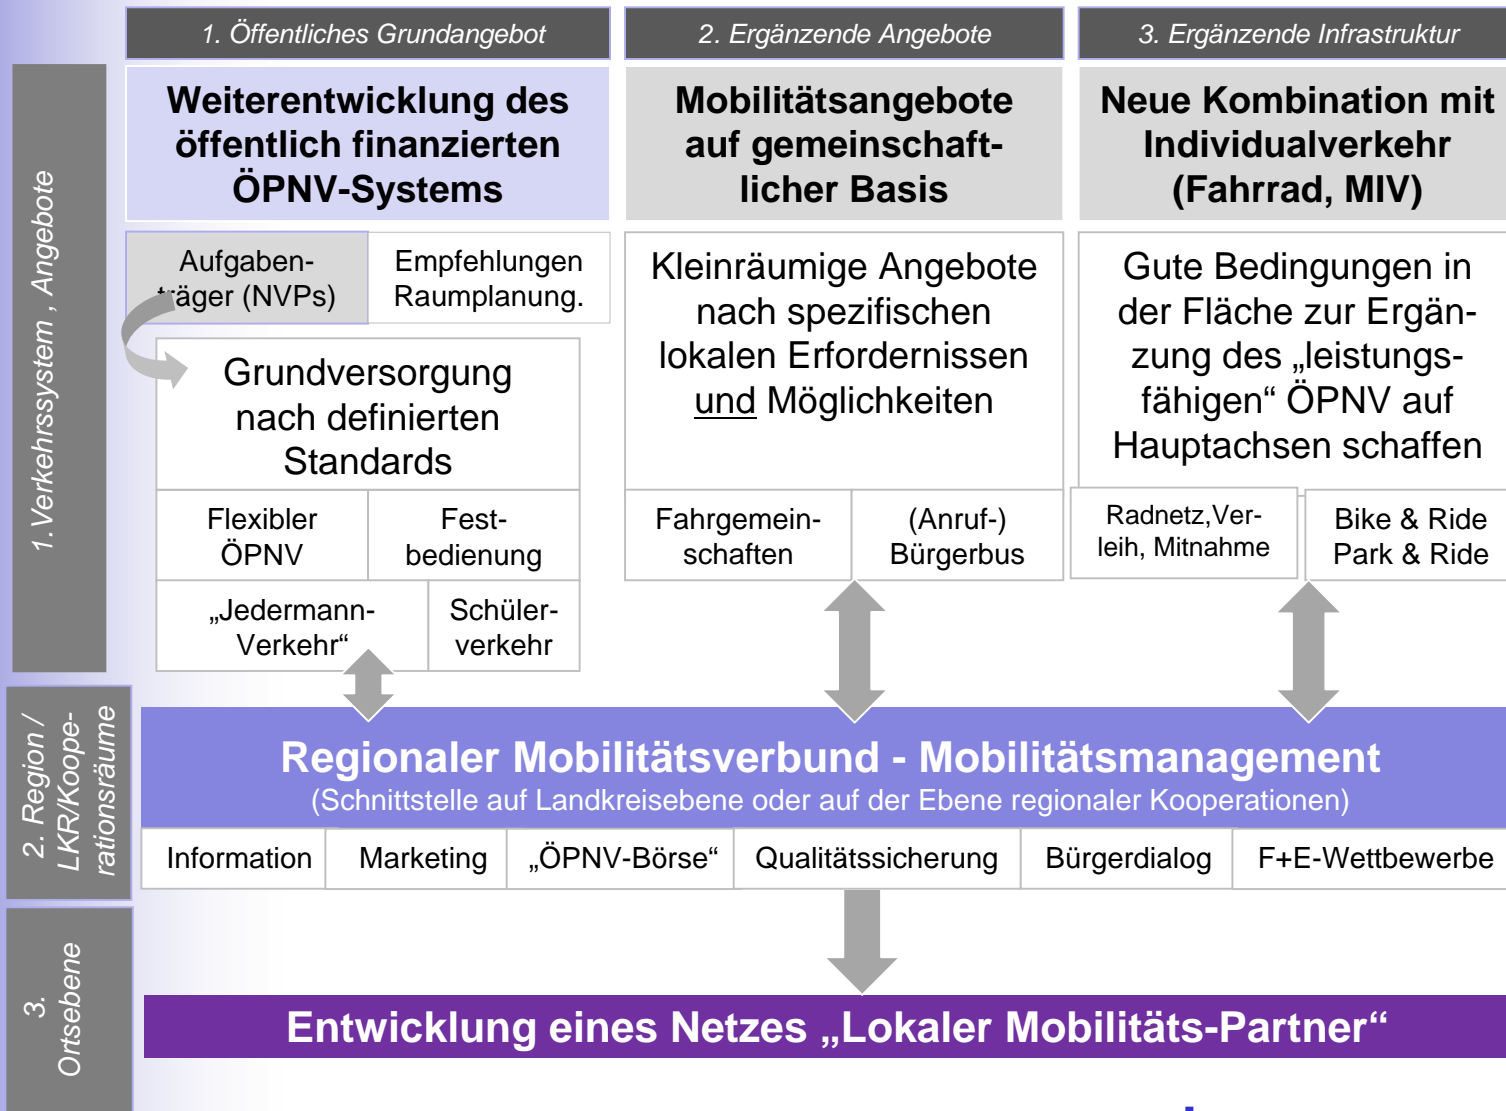 1. Öffentliches Grundangebot
2. Ergänzende Angebote
3. Ergänzende Infrastruktur
1.Verkehrssystem , Angebote
Weiterentwicklung des
öffentlich finanzierten
ÖPNV-Systems
Mobilitätsangebote
auf gemeinschaft-
licher Basis
Neue Kombination mit
Individualverkehr
(Fahrrad, MIV)
Aufgaben-
träger (NVPs)
Empfehlungen
Raumplanung.
Grundversorgung
nach definierten
Standards
Kleinräumige Angebote
nach spezifischen
lokalen Erfordernissen
und Möglichkeiten
Gute Bedingungen in
der Fläche zur Ergän-
zung des „leistungs-
fähigen“ ÖPNV auf
Hauptachsen schaffen
Flexibler
ÖPNV
Fest-
bedienung
Fahrgemein-
schaften
(Anruf-)
Bürgerbus
Radnetz,Ver-
leih, Mitnahme
Bike & Ride
Park & Ride
„Jedermann-
Verkehr“
Schüler-
verkehr
2. Region /
LKR/Koope-
rationsräume
Regionaler Mobilitätsverbund - Mobilitätsmanagement
(Schnittstelle auf Landkreisebene oder auf der Ebene regionaler Kooperationen)
Information
Marketing
„ÖPNV-Börse“
Qualitätssicherung
Bürgerdialog
F+E-Wettbewerbe
3.
Ortsebene
Entwicklung eines Netzes „Lokaler Mobilitäts-Partner“